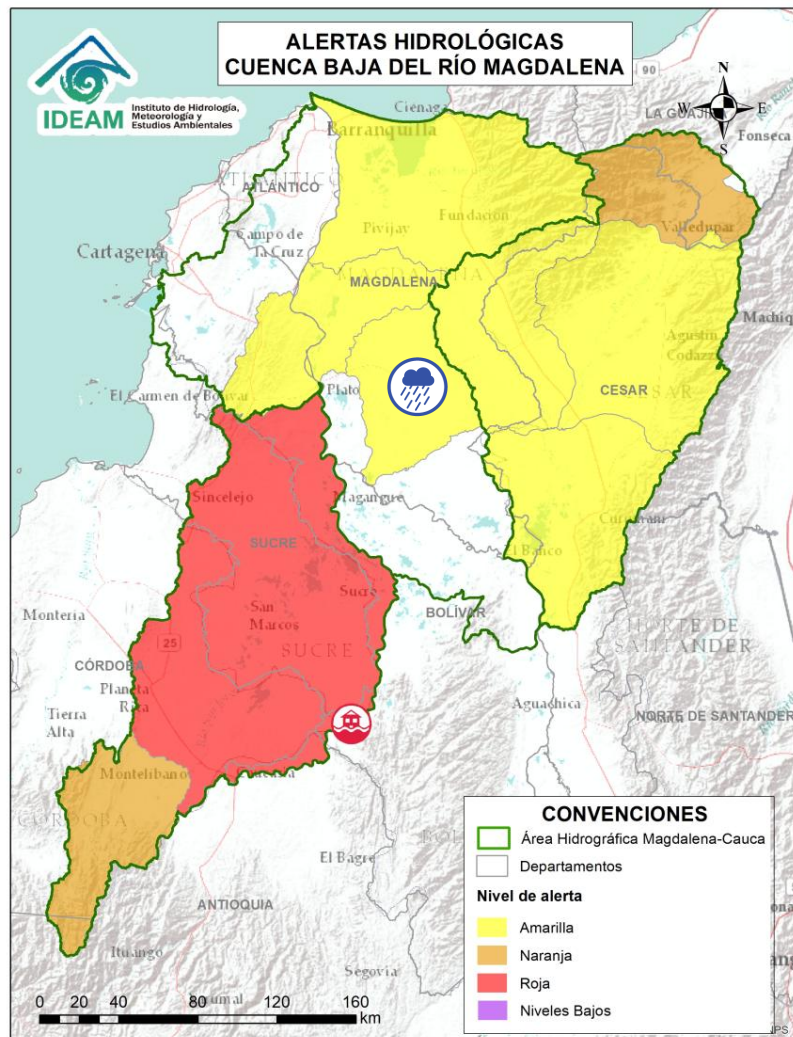 ALERTAS HIDROLÓGICAS
CUENCA BAJA DEL RÍO MAGDALENA
IDEAM
Instituto de Hidrología,
Meteorología y
Estudios Ambientales
90
N
W
E
S
LA GUAJIRA
Ciénaga
Barranquilla
Fonseca
ATLÁNTICO
Pivijay
Fundación
Valledupar
Cartagena
Campo de
La Cruz
MAGDALENA
Agustín
Codazzi
CESAR
El Carmen de Bolívar
Plato
Sincelejo
Magangue
SUCRE
El Banco
Sucre
San
Marcos
BOLÍVAR
Montería
SUCRE
NORTE DE
SANTANDER
25
CÓRDOBA
Planeta
Rica
Tierra
Alta
Aguachica
NORTE DE SANTANDER
Montelíbano
CÓRDOBA
El Bagre
ANTIOQUIA
Ituango
Segovia
0 20 40 80 120 160
km
CONVENCIONES
Área Hidrográfica Magdalena-Cauca
Departamentos
Nivel de alerta
Amarilla
Naranja
Roja
Niveles Bajos